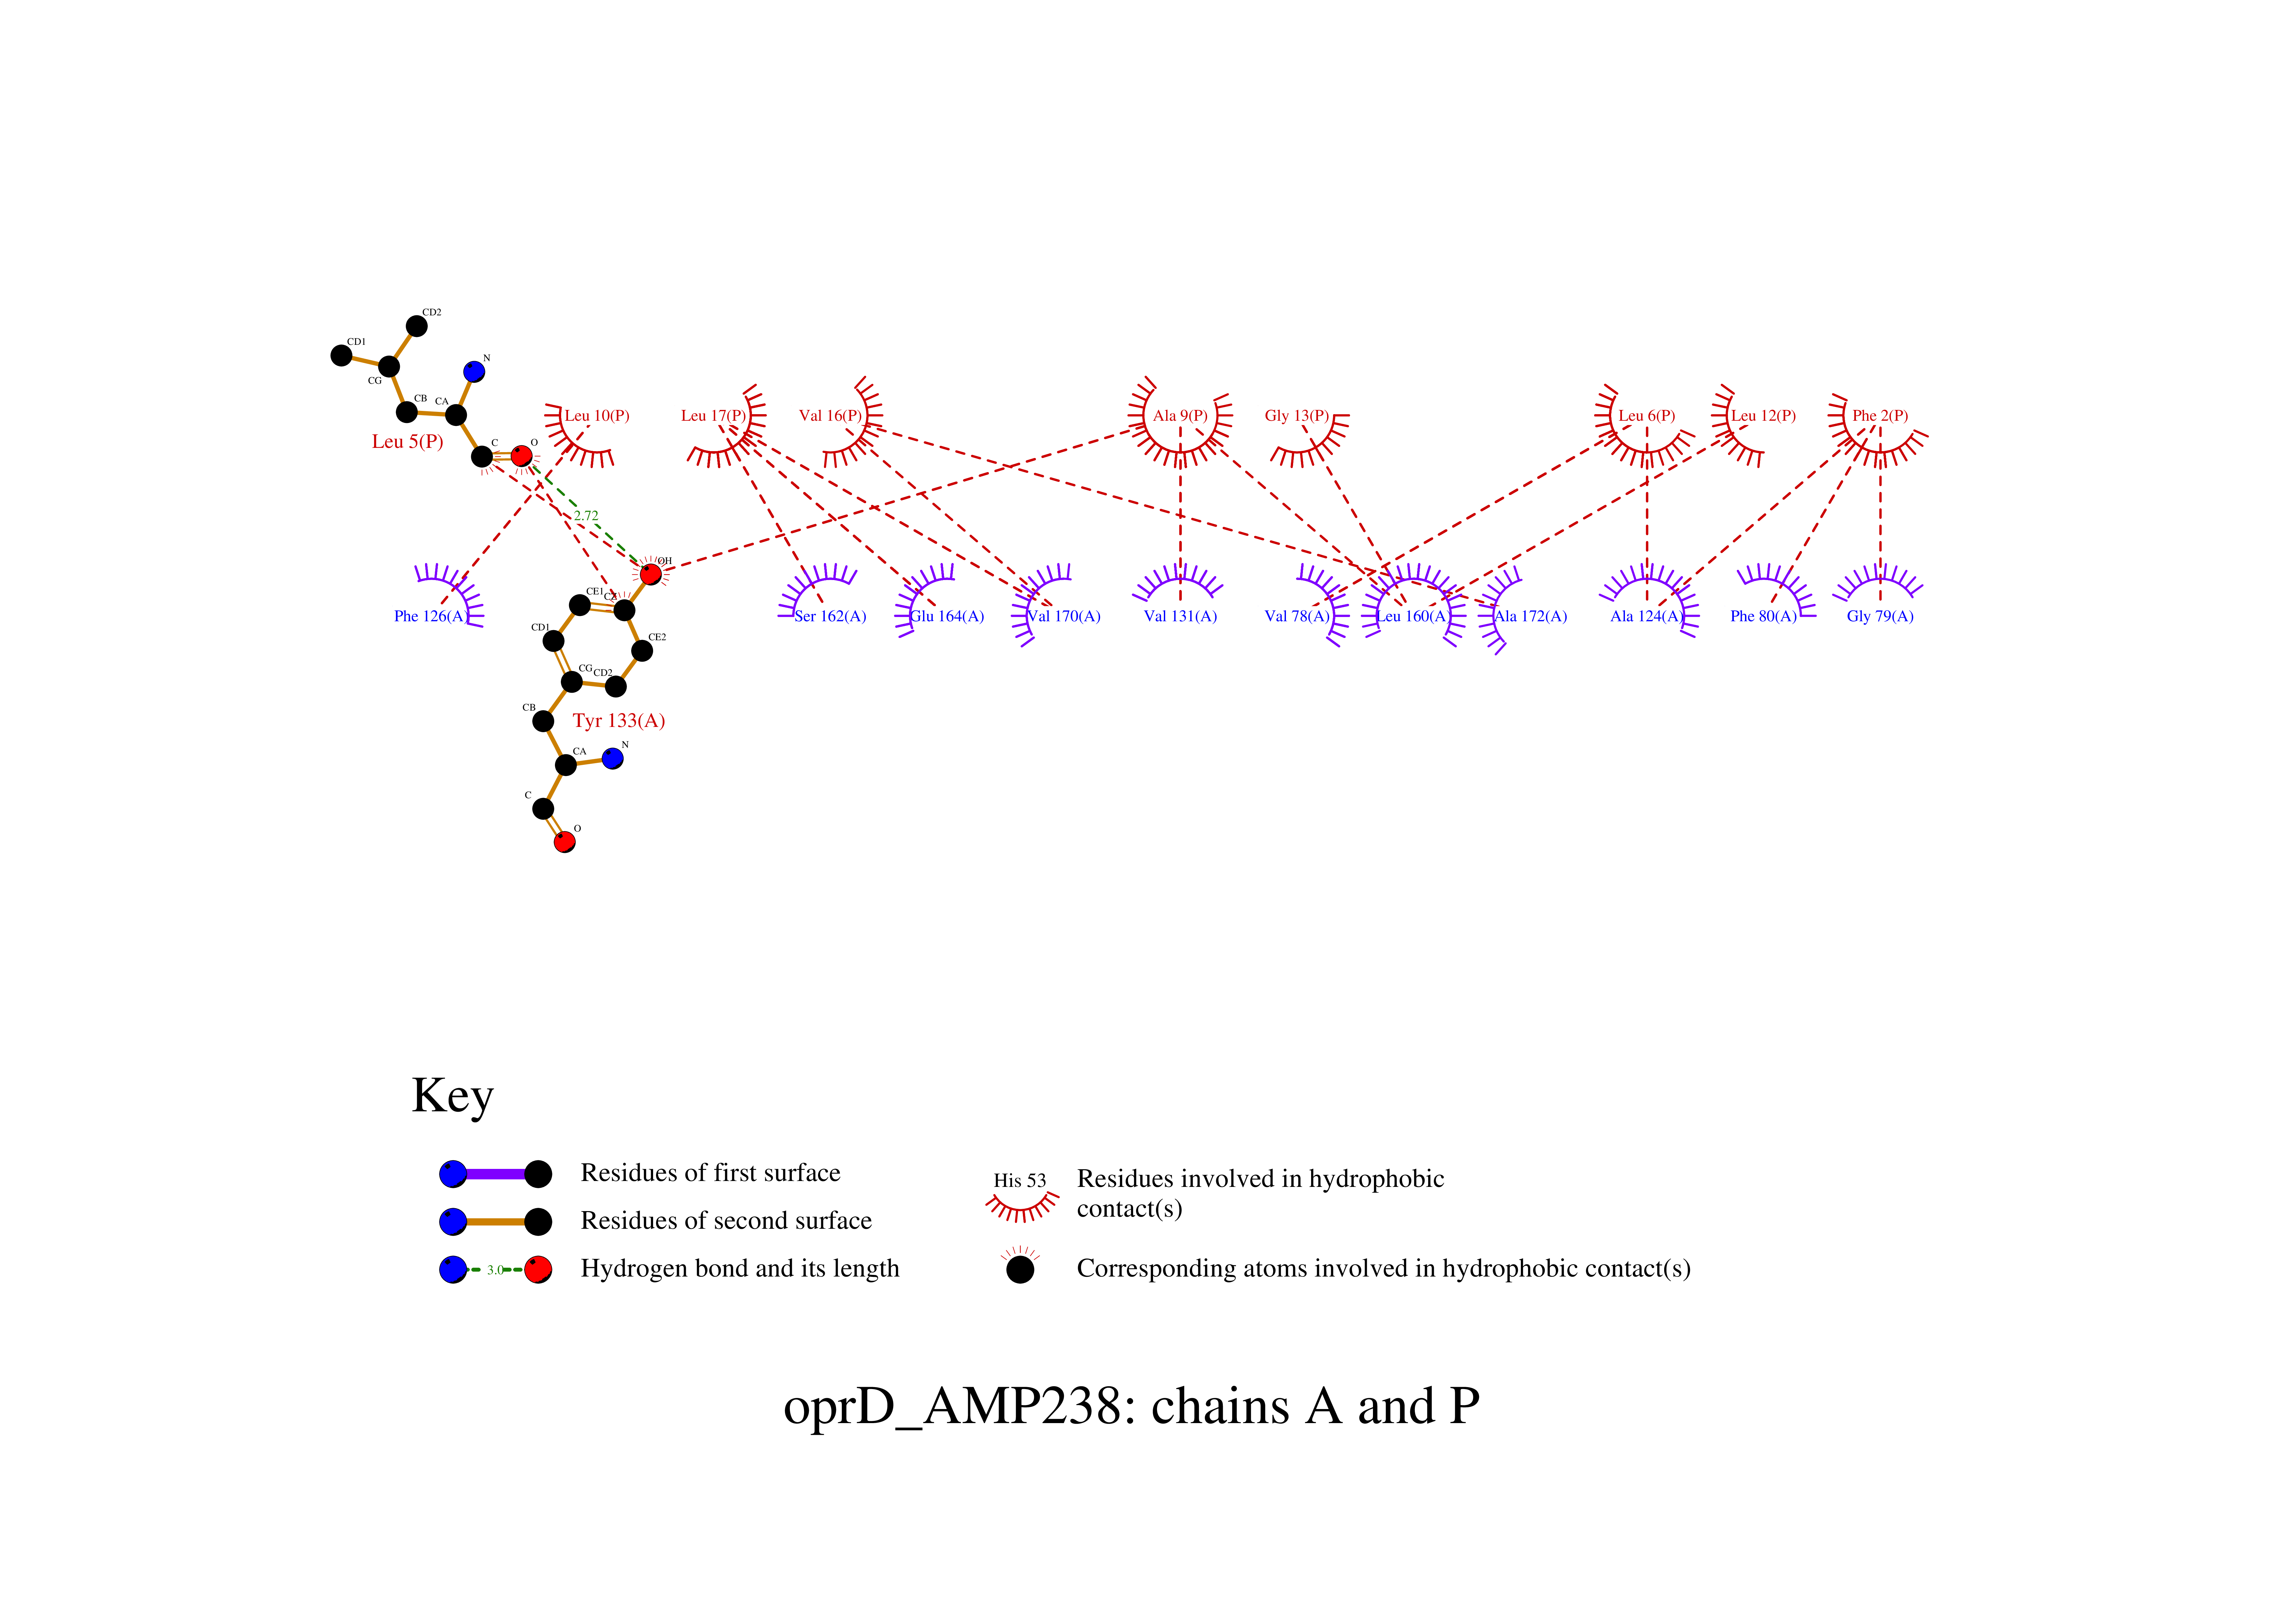 CD2
CD1
N
CG
CB
CA
Leu 10(P)
Leu 17(P)
Val 16(P)
Ala 9(P)
Gly 13(P)
Leu 6(P)
Leu 12(P)
Phe 2(P)
Leu 5(P)
C
O
2.72
OH
CE1
CZ
Phe 126(A)
Ser 162(A)
Glu 164(A)
Val 170(A)
Val 131(A)
Val 78(A)
Leu 160(A)
Ala 172(A)
Ala 124(A)
Phe 80(A)
Gly 79(A)
CD1
CE2
CG
CD2
CB
Tyr 133(A)
CA
N
C
O
Key
Residues of first surface
Residues of second surface
3.0
Hydrogen bond and its length
His 53
Residues involved in hydrophobic
contact(s)
Corresponding atoms involved in hydrophobic contact(s)
oprD_AMP238: chains A and P